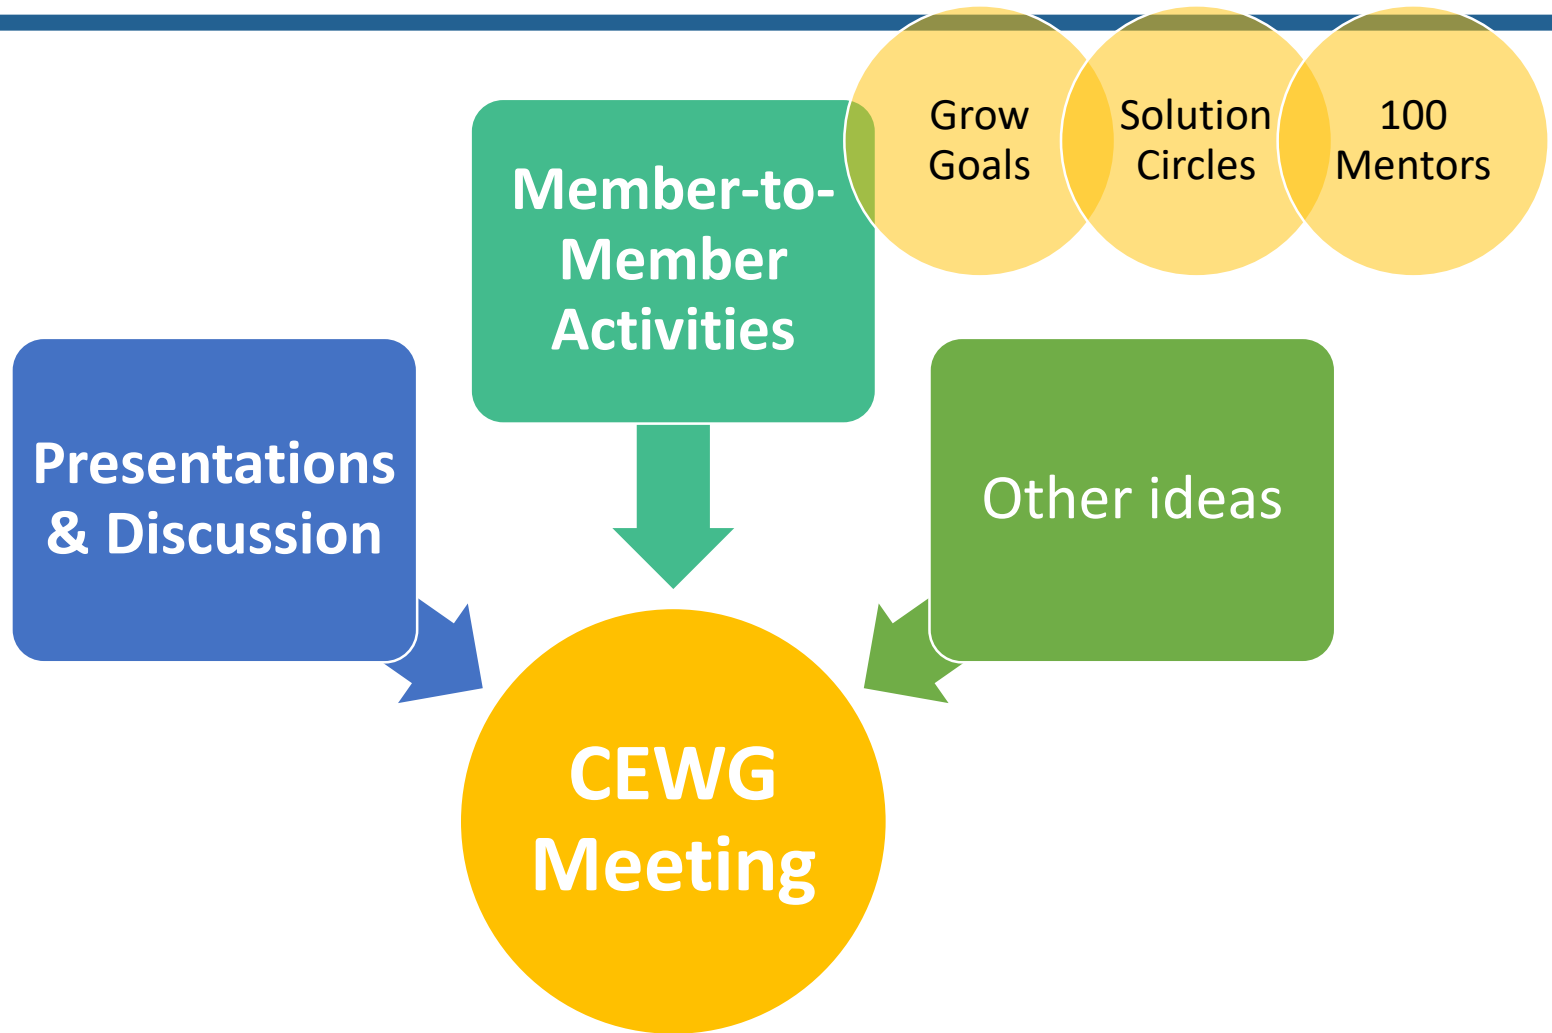 Grow
Goals
Solution
Circles
100
Mentors
Member-to-
Member
Activities
Presentations
& Discussion
Other ideas
CEWG
Meeting